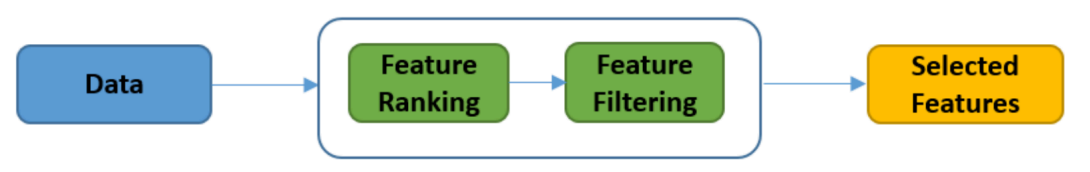 Data
Feature
Ranking
Feature
Filtering
Selected
Features